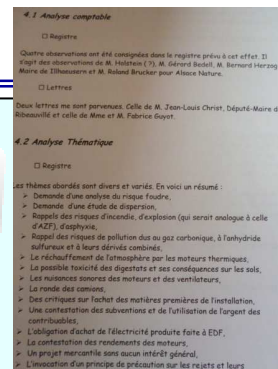 4.1 Analyse comptable
□ Registre
Quatre observations ont été consignées dans le registre prévu à cet effet. Il
s'agit des observations de M. Holstein ( ?), M. Gérard Bedell, M. Bernard Herzog
Maire de Illhaeusern et M. Roland Brucker pour Alsace Nature.
□ Lettres
Deux lettres me sont parvenues. Celle de M. Jean-Louis Christ, Député-Maire d
Ribeauvillé et celle de Mme et M. Fabrice Guyot.
4.2 Analyse Thématique
□ Registre
Les thèmes abordés sont divers et variés. En voici un résumé :
➢ Demande d'une analyse du risque foudre,
➢ Demande d'une étude de dispersion,
➢ Rappels des risques d'incendie, d'explosion (qui serait analogue à celle
d'AZF), d'asphyxie,
➢ Rappel des risques de pollution dus au gaz carbonique, à l'anhydride
sulfureux et à leurs dérivés combinés,
➢ Le réchauffement de l'atmosphère par les moteurs thermiques,
➢ La possible toxicité des digestats et ses conséquences sur les sols,
➢ Les nuisances sonores des moteurs et des ventilateurs,
➢ La ronde des camions,
➢ Des critiques sur l'achat des matières premières de l'installation,
➢ Une contestation des subventions et de l'utilisation de l'argent des
contribuables,
➢ L'obligation d'achat de l'électricité produite faite à EDF,
➢ La contestation des rendements des moteurs,
➢ Un projet mercantile sans aucun intérêt général,
➢ L'invocation d'un principe de précaution sur les rejets et leurs